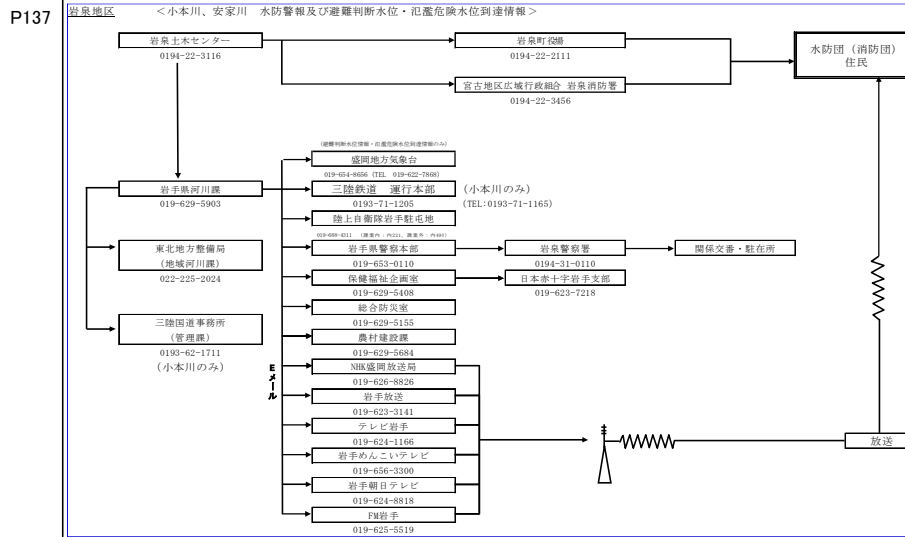 P137
岩泉地区 ＜小本川、安家川 水防警報及び避難判断水位・氾濫危険水位到達情報＞
岩泉土木センター
0194-22-3116
岩泉町役場
0194-22-2111
宮古地区広域行政組合 岩泉消防署
0194-22-3456
水防団（消防団）
住民
岩手県河川課
019-629-5903
東北地方整備局
（地域河川課）
022-225-2024
三陸国道事務所
（管理課）
0193-62-1711
（小本川のみ）
Eメール
（避難判断水位情報・氾濫危険水位到達情報のみ）
盛岡地方気象台
019-654-8656 (TEL 019-622-7868)
三陸鉄道 運行本部
（小本川のみ）
0193-71-1205
(TEL:0193-71-1165)
陸上自衛隊岩手駐屯地
岩手県警察本部
019-653-0110
岩泉警察署
0194-31-0110
関係交番・駐在所
保健福祉企画室
019-629-5408
日本赤十字岩手支部
019-623-7218
総合防災室
019-629-5155
農村建設課
019-629-5684
NHK盛岡放送局
019-626-8826
岩手放送
019-623-3141
テレビ岩手
019-624-1166
岩手めんこいテレビ
019-656-3300
岩手朝日テレビ
019-624-8818
FM岩手
019-625-5519
放送